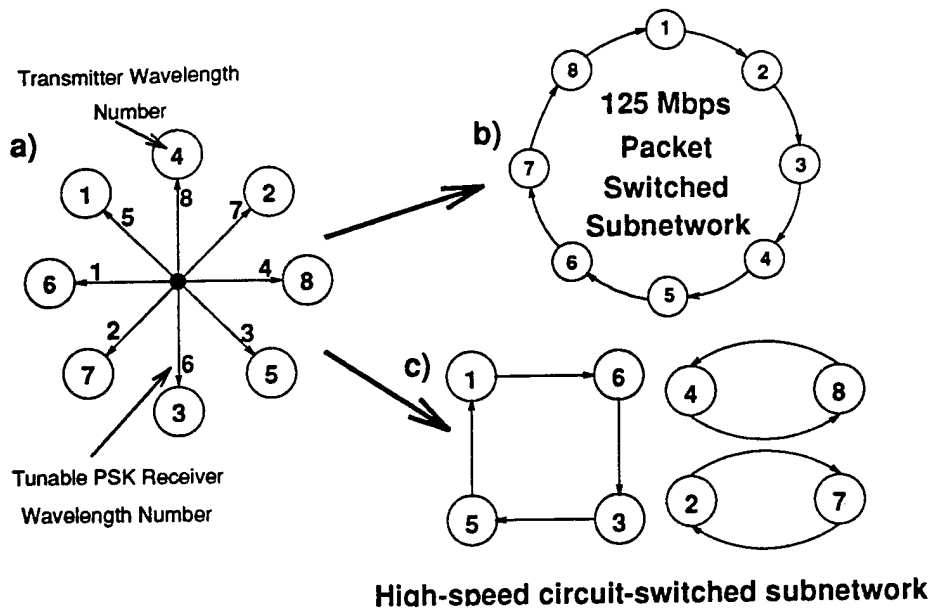 Transmitter Wavelength
Number
a)
4
8
1
5
2
7
6
1
4
8
2
7
6
3
5
3
Tunable PSK Receiver
Wavelength Number
b)
1
2
3
4
5
6
7
8
125 Mbps
Packet
Switched
Subnetwork
c)
1
6
3
5
4
8
2
7
High-speed circuit-switched subnetwork